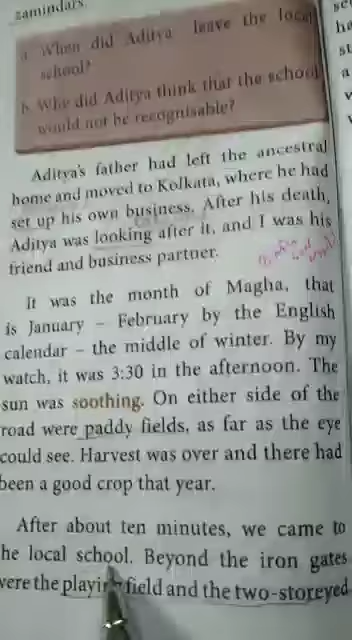 zamindars.
a. When did Aditya leave the local
school?
b. Why did Aditya think that the school
would not be recognisable?
Aditya's father had left the ancestral
home and moved to Kolkata, where he had
set up his own business. After his death,
Aditya was looking after it, and I was his
friend and business partner.
It was the month of Magha, that
is January – February by the English
calendar – the middle of winter. By my
watch, it was 3:30 in the afternoon. The
sun was soothing. On either side of the
road were paddy fields, as far as the eye
could see. Harvest was over and there had
been a good crop that year.
After about ten minutes, we came to
he local school. Beyond the iron gates
were the playing field and the two-storeyed